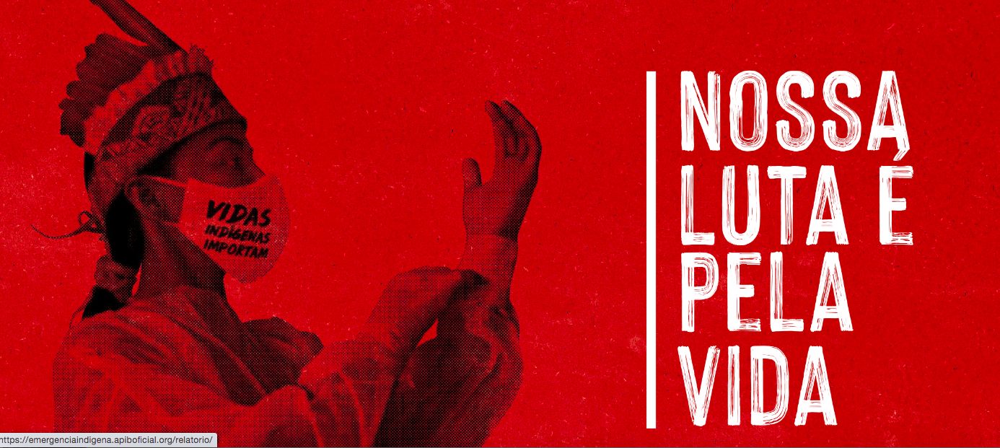 VIDAS
INDÍGENAS
IMPORTAM
NOSSA
LUTA É
PELA
VIDA
https://emergenciaindigena.apiboficial.org/relatorio/